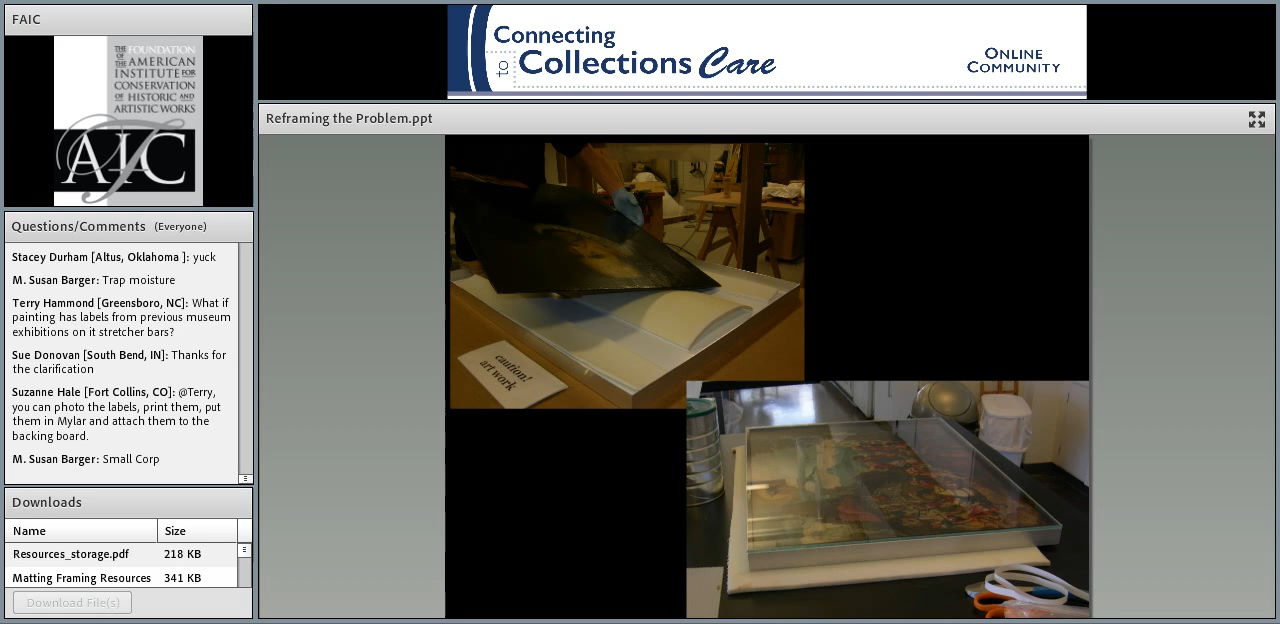 FAIC
THE FOUNDATION
OF THE AMERICAN
INSTITUTE FOR
CONSERVATION
OF HISTORIC AND
ARTISTIC WORKS
FAIC
Connecting
to Collections Care
ONLINE
COMMUNITY
Reframing the Problem.ppt
caution!
art work
Questions/Comments (Everyone)
Stacey Durham [Altus, Oklahoma ]: yuck
M. Susan Barger: Trap moisture
Terry Hammond [Greensboro, NC]: What if
painting has labels from previous museum
exhibitions on it stretcher bars?
Sue Donovan [South Bend, IN]: Thanks for
the clarification
Suzanne Hale [Fort Collins, CO]: @Terry,
you can photo the labels, print them, put
them in Mylar and attach them to the
backing board.
M. Susan Barger: Small Corp
Downloads
Name Size
Resources_storage.pdf 218 KB
Matting Framing Resources 341 KB
Download File(s)